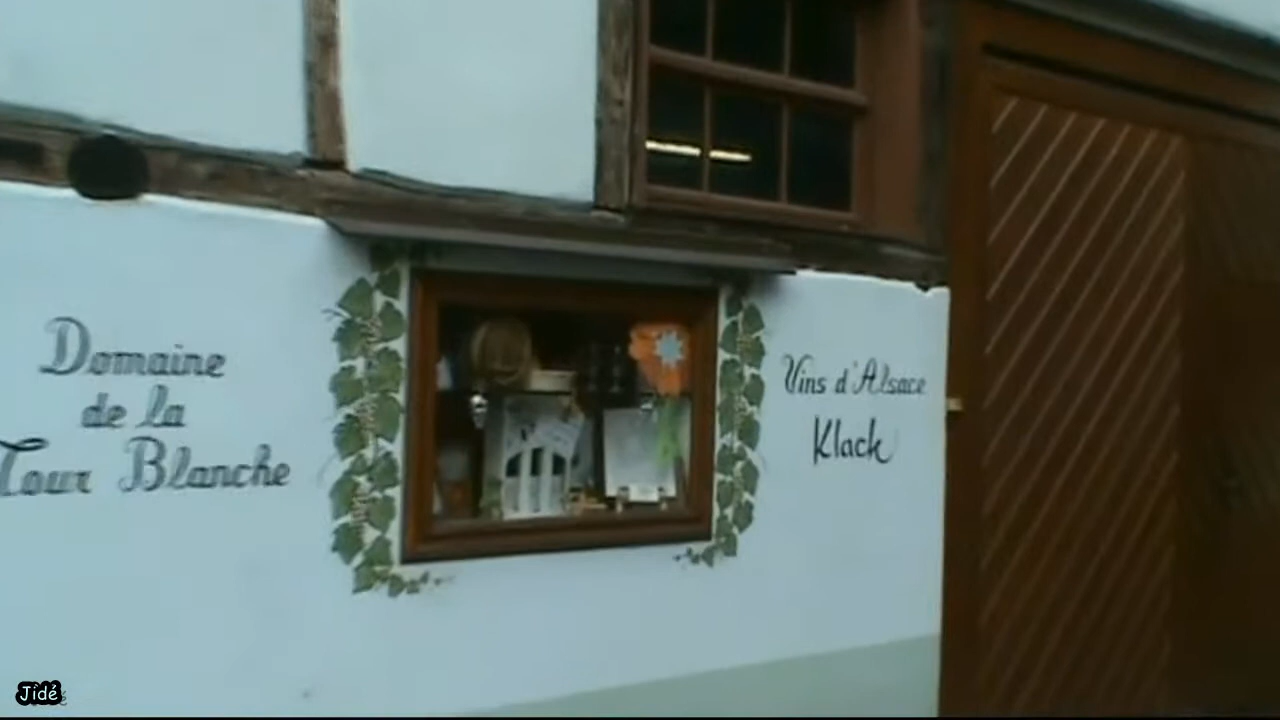 Domaine
de la
Tour Blanche
Vins d'Alsace
Klack
Jidé